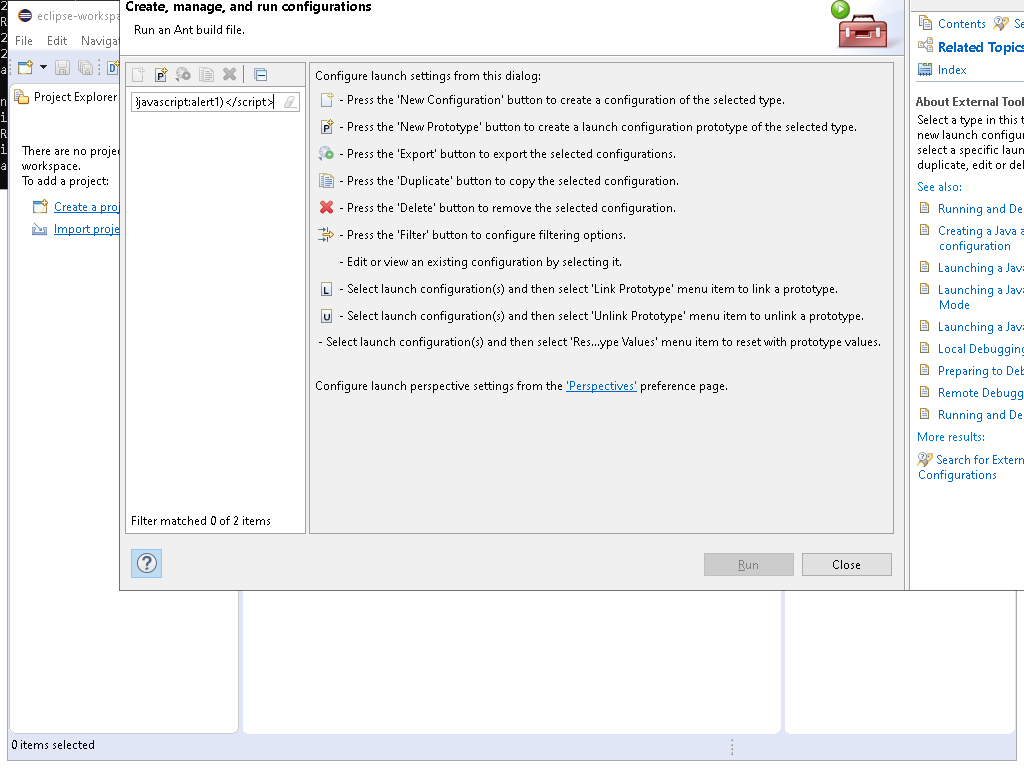 eclipse-workspa
File Edit Naviga
Project Explorer
There are no proje
workspace.
To add a project:
Create a proj
Import proje
0 items selected
Create, manage, and run configurations
Run an Ant build file.
javascript:alert1)</script>
Filter matched 0 of 2 items
Configure launch settings from this dialog:
- Press the 'New Configuration' button to create a configuration of the selected type.
- Press the 'New Prototype' button to create a launch configuration prototype of the selected type.
- Press the 'Export' button to export the selected configurations.
- Press the 'Duplicate' button to copy the selected configuration.
- Press the 'Delete' button to remove the selected configuration.
- Press the 'Filter' button to configure filtering options.
- Edit or view an existing configuration by selecting it.
L - Select launch configuration(s) and then select 'Link Prototype' menu item to link a prototype.
U - Select launch configuration(s) and then select 'Unlink Prototype' menu item to unlink a prototype.
- Select launch configuration(s) and then select 'Res...ype Values' menu item to reset with prototype values.
Configure launch perspective settings from the 'Perspectives' preference page.
Run
Close
Contents Se
Related Topics
Index
About External Tool
Select a type in this t
new launch configur
select a specific laun
duplicate, edit or del
See also:
Running and De
Creating a Java a
configuration
Launching a Java
Launching a Java
Mode
Launching a Java
Local Debugging
Preparing to Deb
Remote Debugg
Running and De
More results:
Search for Extern
Configurations